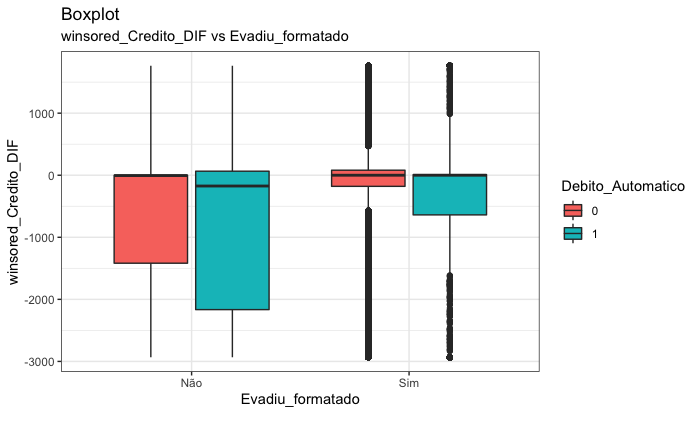 Boxplot
winsored_Credito_DIF vs Evadiu_formatado
winsored_Credito_DIF
1000
0
-1000
-2000
-3000
Não
Sim
Evadiu_formatado
Debito_Automatico
0
1